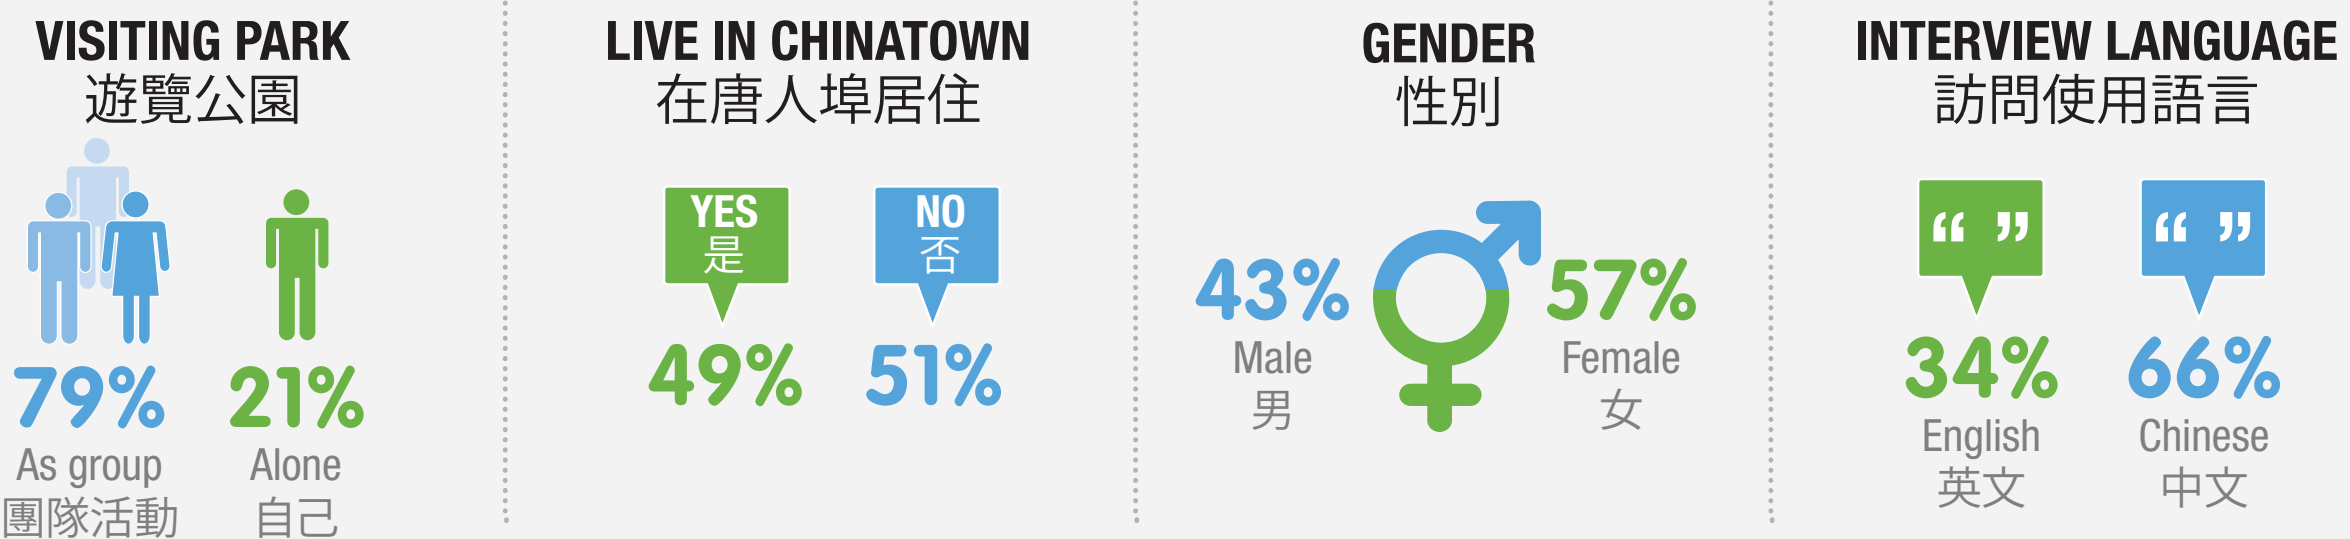 VISITING PARK
遊覽公園
79%
As group
團隊活動
21%
Alone
自己
LIVE IN CHINATOWN
在唐人埠居住
YES
是
49%
NO
否
51%
GENDER
性別
43%
Male
男
57%
Female
女
INTERVIEW LANGUAGE
訪問使用語言
“ ”
34%
English
英文
“ ”
66%
Chinese
中文